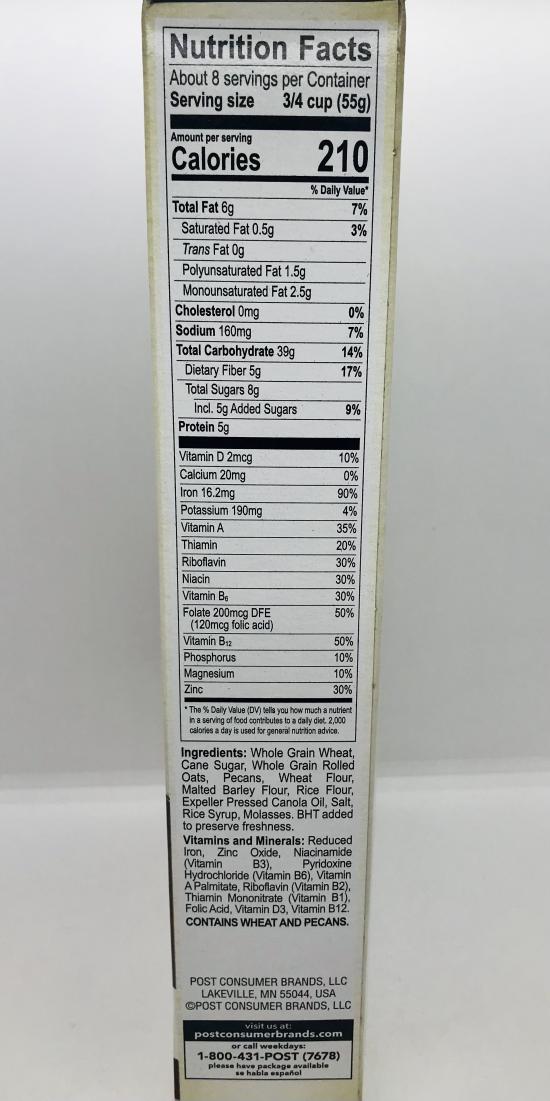 Nutrition Facts
About 8 servings per Container
Serving size 3/4 cup (55g)
Amount per serving
Calories 210
% Daily Value*
Total Fat 6g 7%
Saturated Fat 0.5g 3%
Trans Fat 0g
Polyunsaturated Fat 1.5g
Monounsaturated Fat 2.5g
Cholesterol 0mg 0%
Sodium 160mg 7%
Total Carbohydrate 39g 14%
Dietary Fiber 5g 17%
Total Sugars 8g
Incl. 5g Added Sugars 9%
Protein 5g
Vitamin D 2mcg 10%
Calcium 20mg 0%
Iron 16.2mg 90%
Potassium 190mg 4%
Vitamin A 35%
Thiamin 20%
Riboflavin 30%
Niacin 30%
Vitamin B6 30%
Folate 200mcg DFE 50%
(120mcg folic acid)
Vitamin B12 50%
Phosphorus 10%
Magnesium 10%
Zinc 30%
* The % Daily Value (DV) tells you how much a nutrient
in a serving of food contributes to a daily diet. 2,000
calories a day is used for general nutrition advice.
Ingredients: Whole Grain Wheat,
Cane Sugar, Whole Grain Rolled
Oats, Pecans, Wheat Flour,
Malted Barley Flour, Rice Flour,
Expeller Pressed Canola Oil, Salt,
Rice Syrup, Molasses. BHT added
to preserve freshness.
Vitamins and Minerals: Reduced
Iron, Zinc Oxide, Niacinamide
(Vitamin B3), Pyridoxine
Hydrochloride (Vitamin B6), Vitamin
A Palmitate, Riboflavin (Vitamin B2),
Thiamin Mononitrate (Vitamin B1),
Folic Acid, Vitamin D3, Vitamin B12.
CONTAINS WHEAT AND PECANS.
POST CONSUMER BRANDS, LLC
LAKEVILLE, MN 55044, USA
©POST CONSUMER BRANDS, LLC
visit us at:
postconsumerbrands.com
or call weekdays:
1-800-431-POST (7678)
please have package available
se habla español